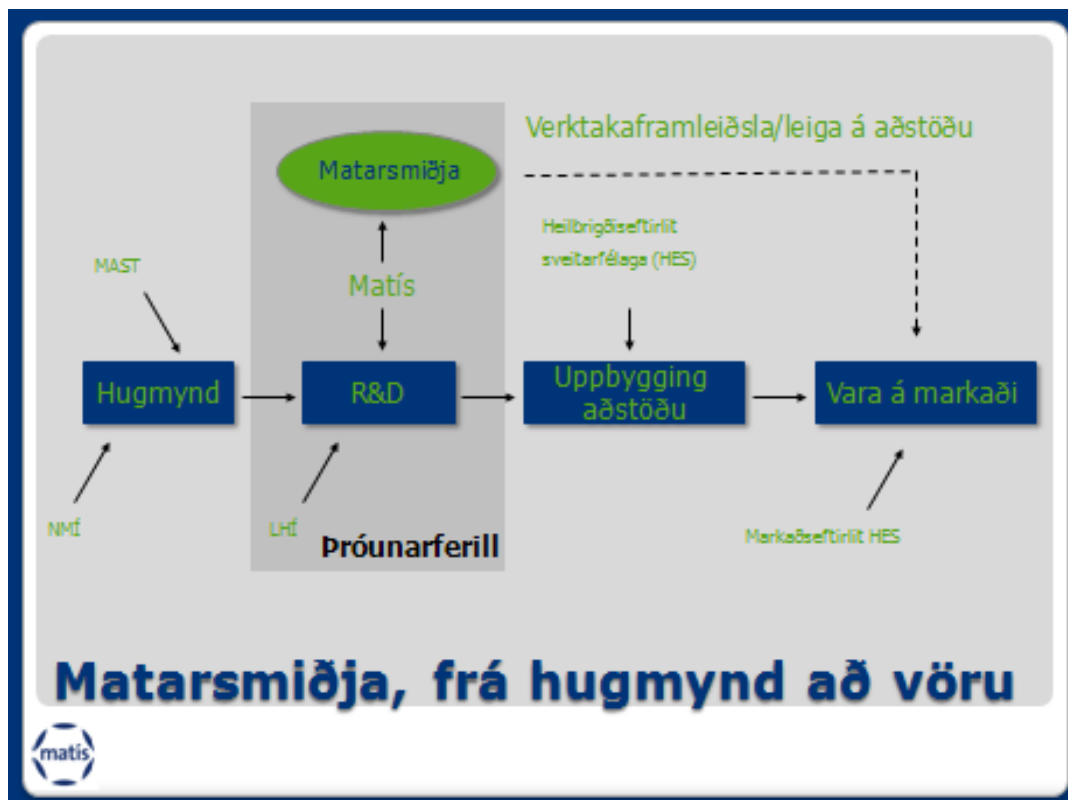 Verktakaframleiðsla/leiga á aðstöðu
Matarsmiðja
Heilbrigðiseftirlit
sveitarfélaga (HES)
MAST
Matís
Hugmynd
R&D
Uppbygging
aðstöðu
Vara á markaði
NMÍ
LHÍ
Markaðseftirlit HES
Þróunarferill
Matarsmiðja, frá hugmynd að vöru
matís